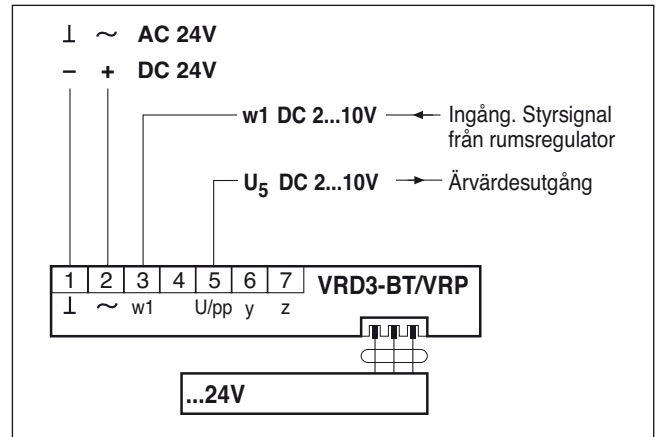 ⊥ ~ AC 24V
– + DC 24V
w1 DC 2...10V Ingång. Styrsignal
från rumsregulator
U5 DC 2...10V Ärvärdesutgång
1 2 3 4 5 6 7 VRD3-BT/VRP
⊥ ~ w1 U/pp y z
...24V